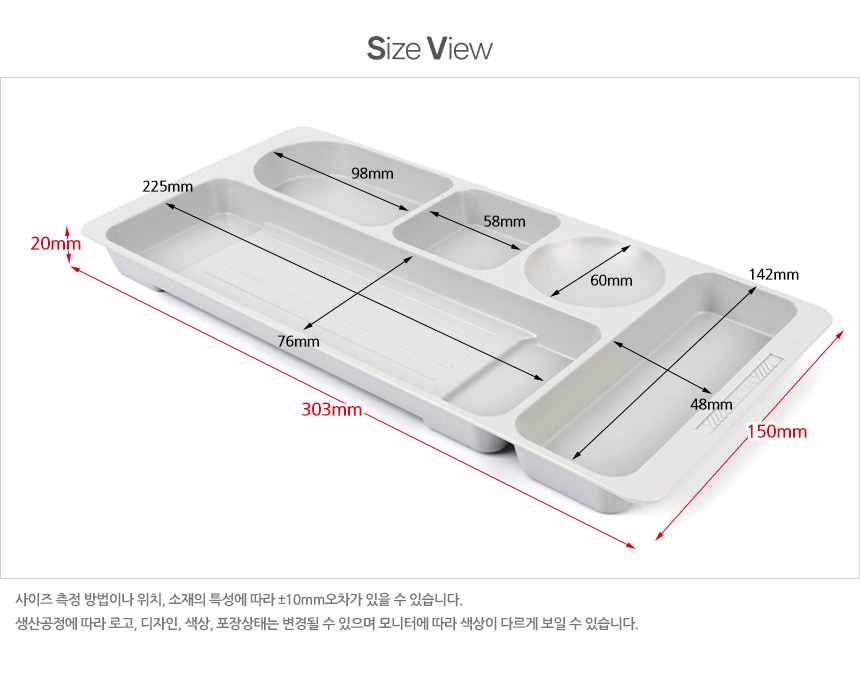 Size View
98mm
225mm
58mm
20mm
60mm
142mm
76mm
48mm
303mm
150mm
사이즈 측정 방법이나 위치, 소재의 특성에 따라 ±10mm오차가 있을 수 있습니다.
생산공정에 따라 로고, 디자인, 색상, 포장상태는 변경될 수 있으며 모니터에 따라 색상이 다르게 보일 수 있습니다.